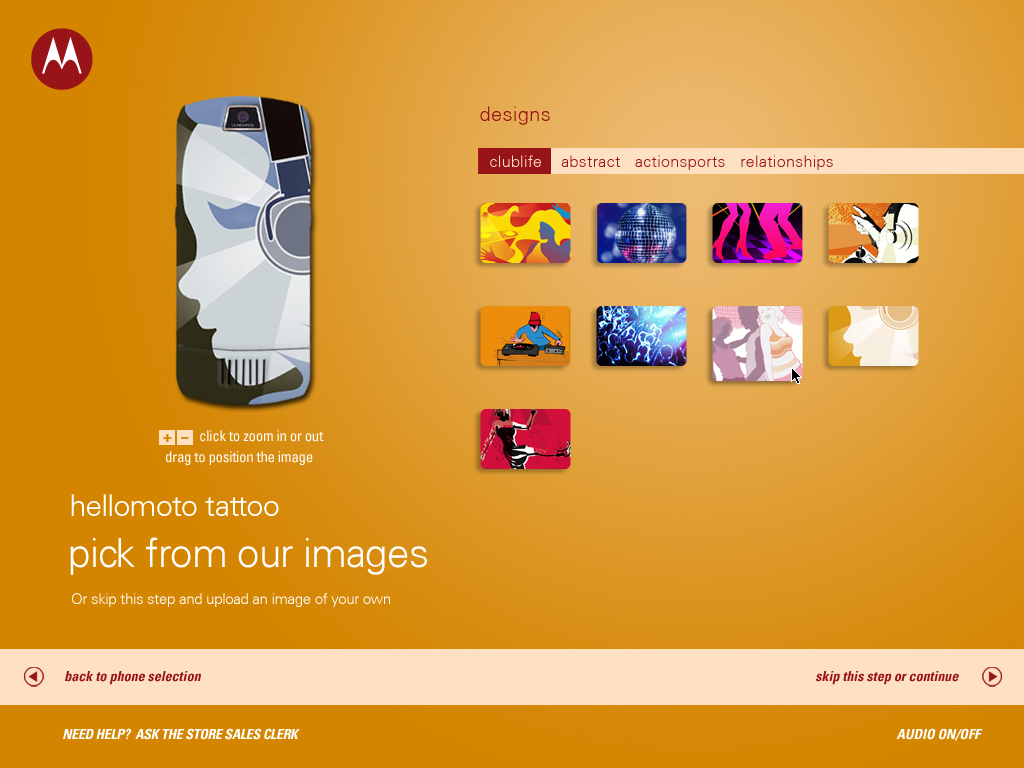 designs
clublife abstract actionsports relationships
+ − click to zoom in or out
drag to position the image
hellomoto tattoo
pick from our images
Or skip this step and upload an image of your own
back to phone selection
skip this step or continue
NEED HELP? ASK THE STORE SALES CLERK
AUDIO ON/OFF